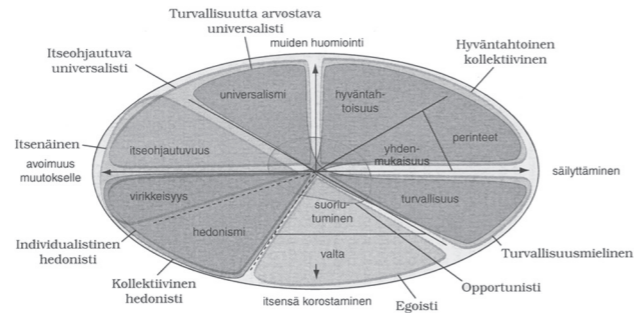 Turvallisuutta arvostava
universalisti
muiden huomiointi
Itseohjautuva
universalisti
Hyväntahtoinen
kollektiivinen
universalismi
hyväntah-
toisuus
perinteet
Itsenäinen
itseohjautuvuus
yhden-
mukaisuus
avoimuus
muutokselle
säilyttäminen
virikkeisyys
suoriu-
tuminen
turvallisuus
hedonismi
Individualistinen
hedonisti
valta
Turvallisuusmielinen
Kollektiivinen
hedonisti
Opportunisti
itsensä korostaminen
Egoisti